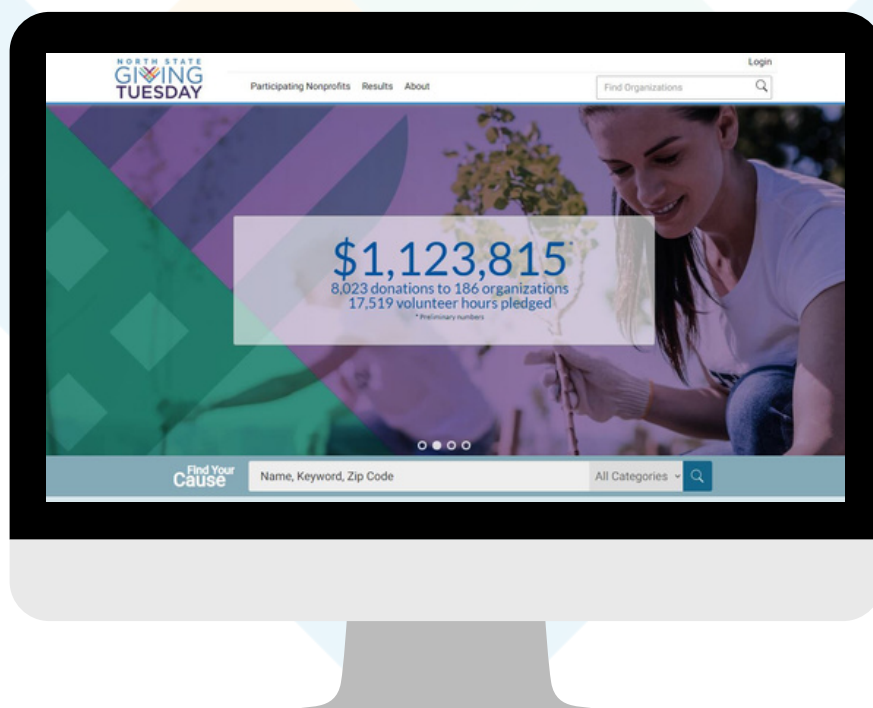 NORTH STATE
GIVING
TUESDAY
Login
Participating Nonprofits Results About
Find Organizations
$1,123,815*
8,023 donations to 186 organizations
17,519 volunteer hours pledged
* Preliminary numbers
Find Your
Cause
Name, Keyword, Zip Code
All Categories